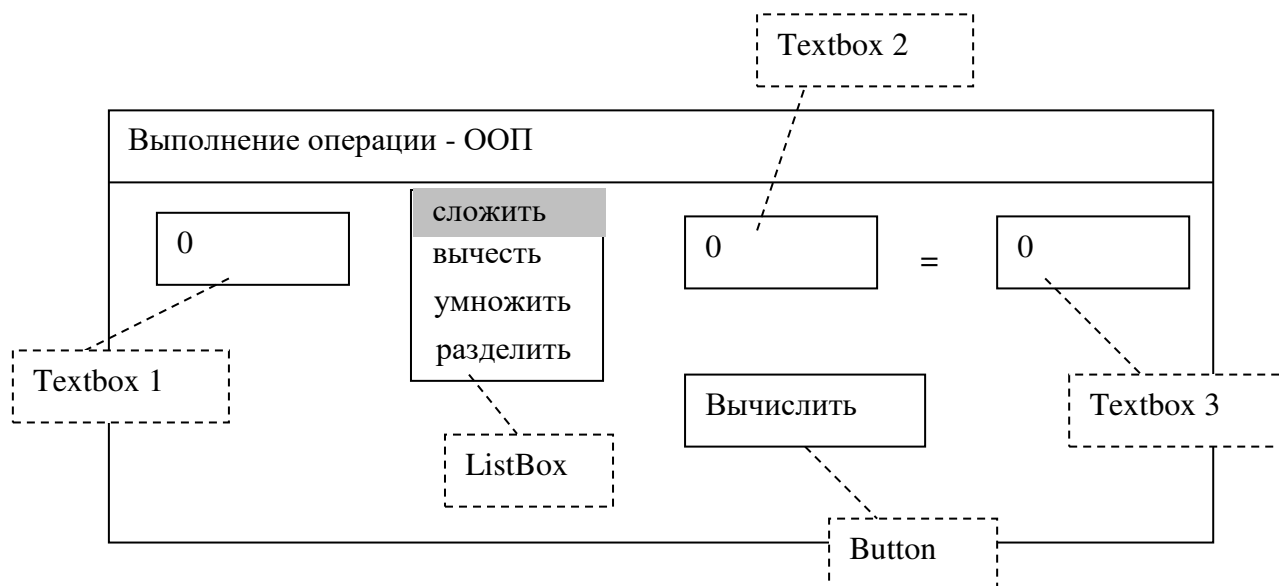 Textbox 2
Выполнение операции - ООП
сложить
вычесть
умножить
разделить
0
0
=
0
Textbox 1
Вычислить
Textbox 3
ListBox
Button